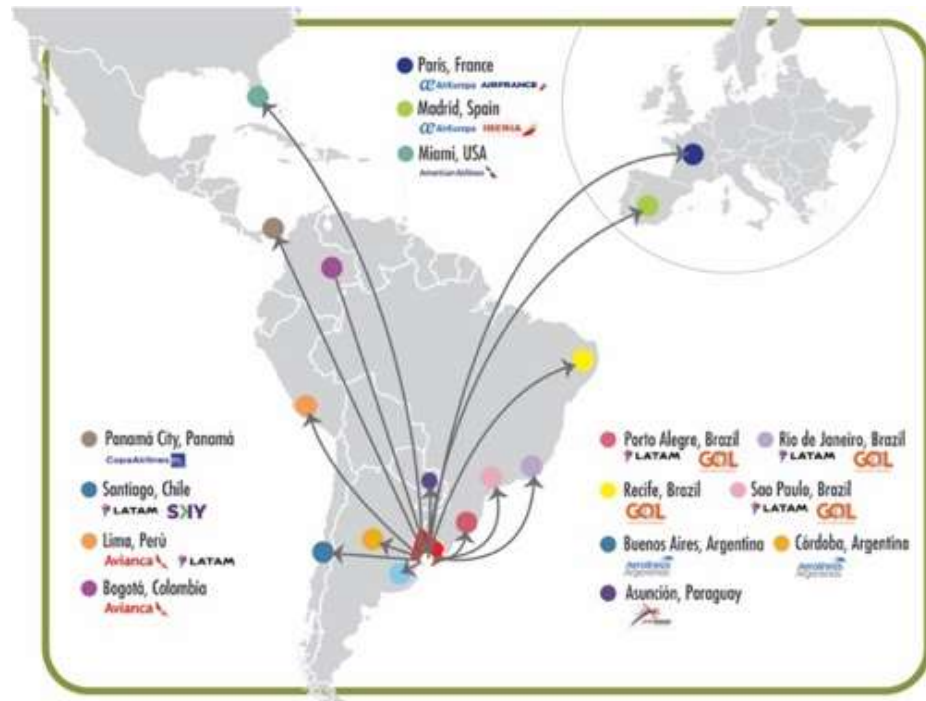 Paris, France
AirEuropa AIRFRANCE
Madrid, Spain
AirEuropa IBERIA
Miami, USA
American Airlines
Panamá City, Panamá
CopaAirlines
Santiago, Chile
LATAM SKY
Lima, Perù
Avianca LATAM
Bogotá, Colombia
Avianca
Porto Alegre, Brazil
LATAM GOL
Rio de Janeiro, Brazil
LATAM GOL
Recife, Brazil
GOL
Sao Paulo, Brazil
LATAM GOL
Buenos Aires, Argentina
Aerolíneas Argentinas
Córdoba, Argentina
Aerolíneas Argentinas
Asunción, Paraguay